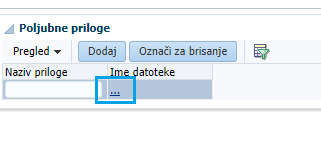 Poljubne priloge
Pregled Dodaj Označi za brisanje
Naziv priloge Ime datoteke
...